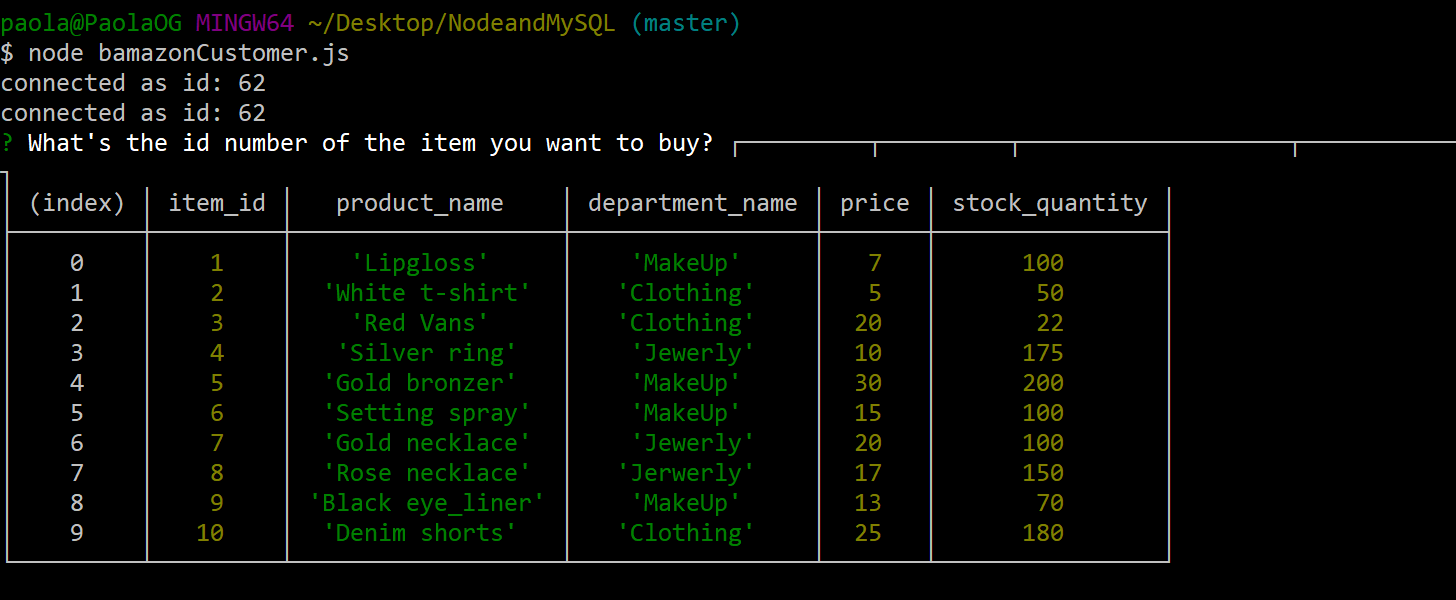 paola@PaolaOG MINGW64 ~/Desktop/NodeandMySQL (master)
$ node bamazonCustomer.js
connected as id: 62
connected as id: 62
? What's the id number of the item you want to buy?
(index) item_id product_name department_name price stock_quantity
0 1 'Lipgloss' 'MakeUp' 7 100
1 2 'White t-shirt' 'Clothing' 5 50
2 3 'Red Vans' 'Clothing' 20 22
3 4 'Silver ring' 'Jewerly' 10 175
4 5 'Gold bronzer' 'MakeUp' 30 200
5 6 'Setting spray' 'MakeUp' 15 100
6 7 'Gold necklace' 'Jewerly' 20 100
7 8 'Rose necklace' 'Jerwerly' 17 150
8 9 'Black eye_liner' 'MakeUp' 13 70
9 10 'Denim shorts' 'Clothing' 25 180